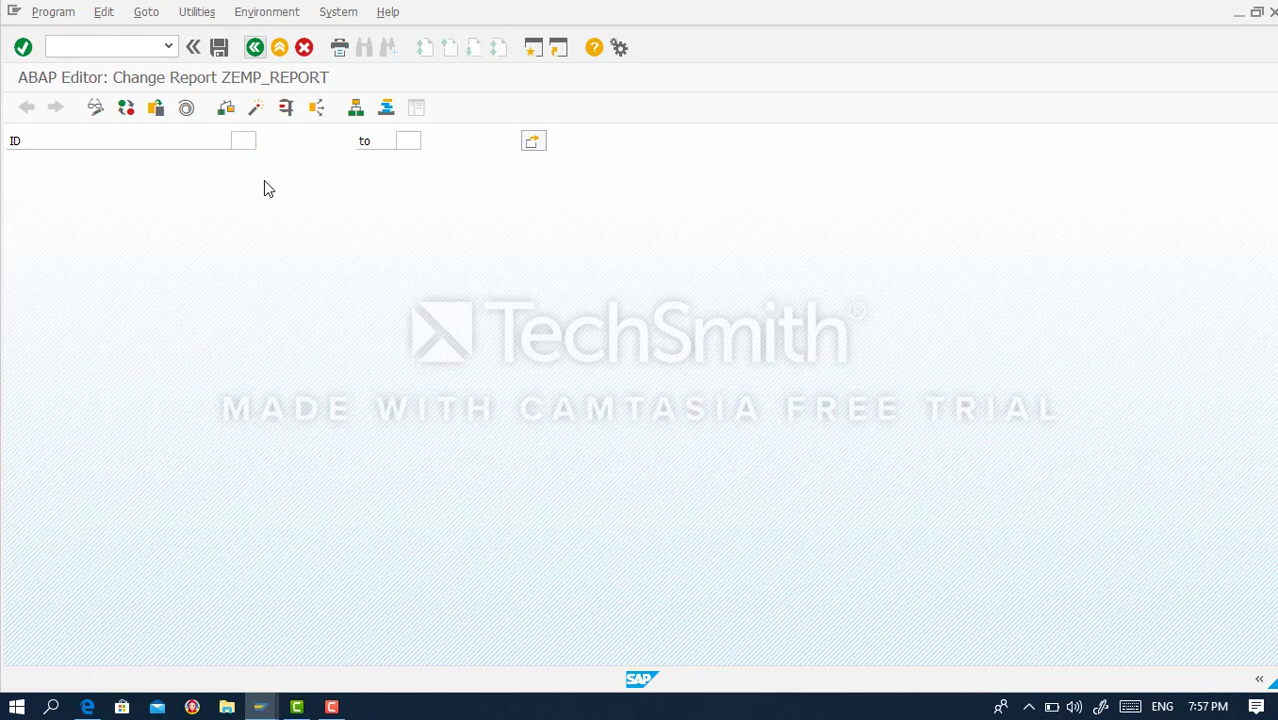 Program Edit Goto Utilities Environment System Help
ABAP Editor: Change Report ZEMP_REPORT
ID to
TechSmith®
MADE WITH CAMTASIA FREE TRIAL
SAP
ENG 7:57 PM